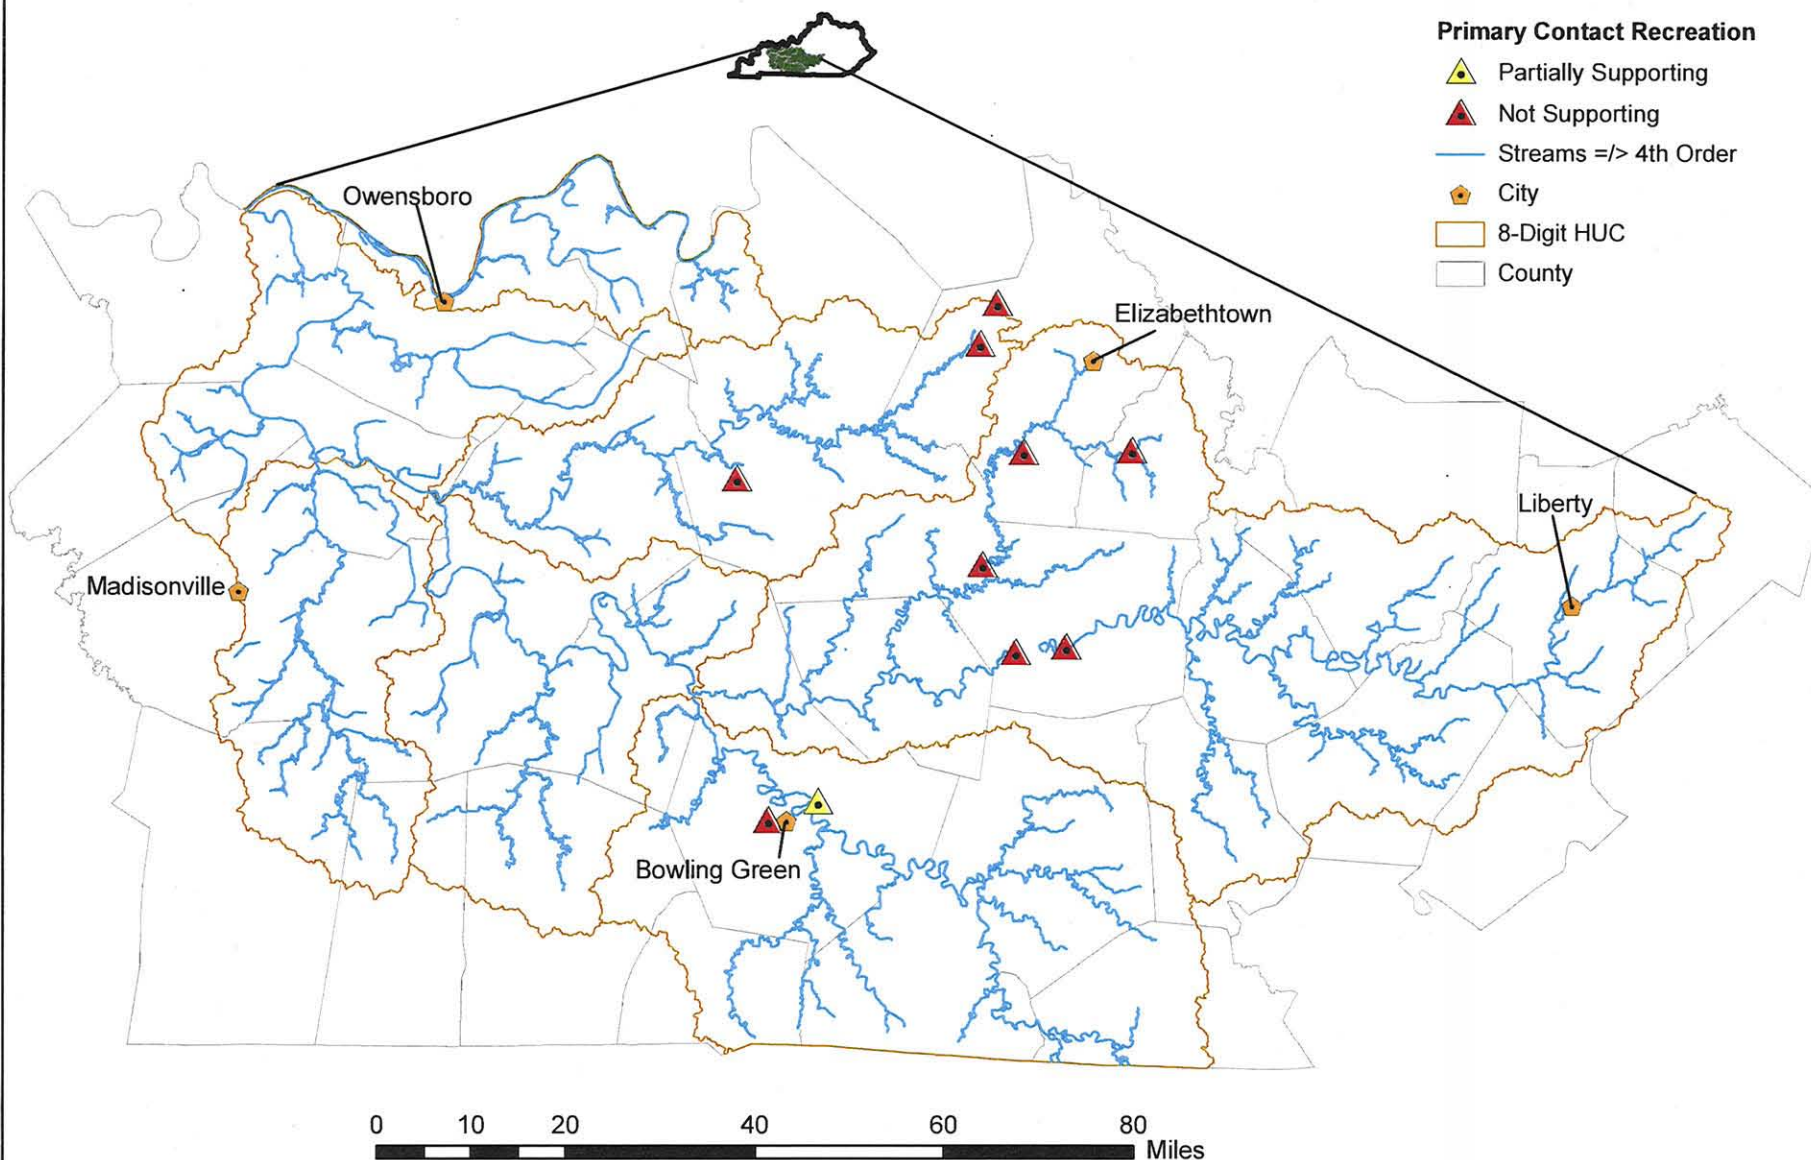 Primary Contact Recreation
Partially Supporting
Not Supporting
Streams =/> 4th Order
City
8-Digit HUC
County
Owensboro
Elizabethtown
Liberty
Madisonville
Bowling Green
0 10 20 40 60 80
Miles